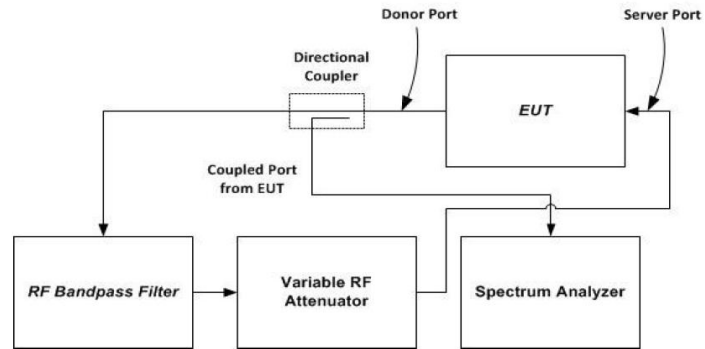 Donor Port
Server Port
Directional
Coupler
EUT
Coupled Port
from EUT
RF Bandpass Filter
Variable RF
Attenuator
Spectrum Analyzer